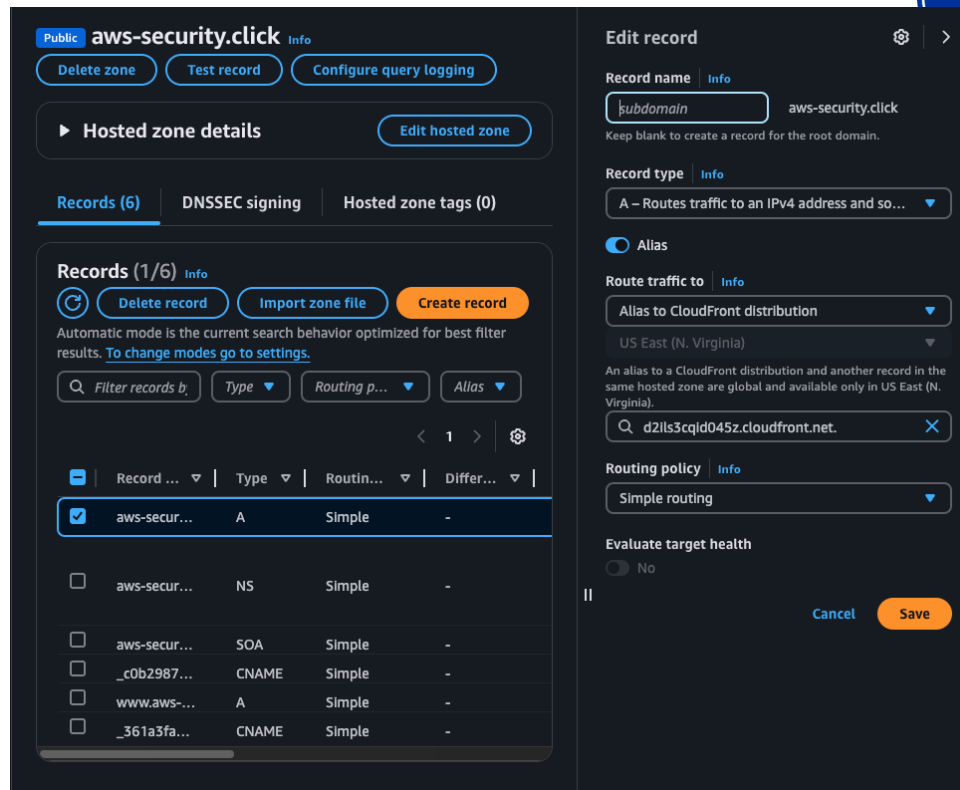 Public aws-security.click Info
Delete zone Test record Configure query logging
Hosted zone details Edit hosted zone
Records (6) DNSSEC signing Hosted zone tags (0)
Records (1/6) Info
Delete record Import zone file Create record
Automatic mode is the current search behavior optimized for best filter
results. To change modes go to settings.
Filter records b Type Routing p... Alias
1
Record ... Type Routin... Differ...
aws-secur... A Simple -
aws-secur... NS Simple -
aws-secur... SOA Simple -
_c0b2987... CNAME Simple -
www.aws-... A Simple -
_361a3fa... CNAME Simple -
Edit record
Record name Info
subdomain aws-security.click
Keep blank to create a record for the root domain.
Record type Info
A – Routes traffic to an IPv4 address and so...
Alias
Route traffic to Info
Alias to CloudFront distribution
US East (N. Virginia)
An alias to a CloudFront distribution and another record in the
same hosted zone are global and available only in US East (N.
Virginia).
d2ils3cqid045z.cloudfront.net.
Routing policy Info
Simple routing
Evaluate target health
No
Cancel Save